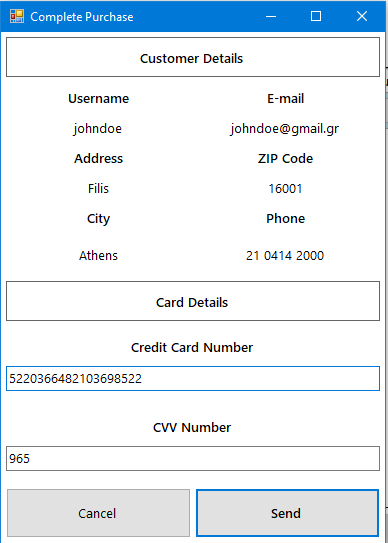 Complete Purchase
Customer Details
Username E-mail
johndoe johndoe@gmail.gr
Address ZIP Code
Filis 16001
City Phone
Athens 21 0414 2000
Card Details
Credit Card Number
5220366482103698522
CVV Number
965
Cancel Send